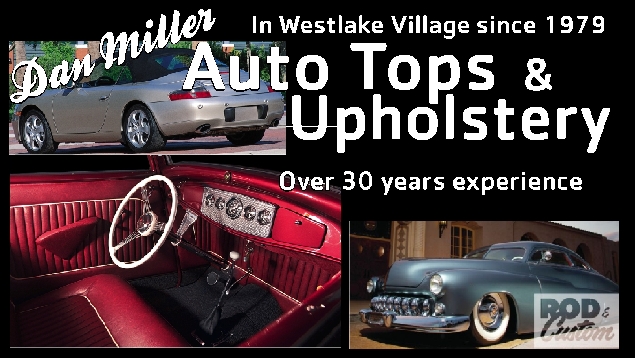 In Westlake Village since 1979
Dan Miller
Auto Tops &
Upholstery
Over 30 years experience
ROD &
Custom